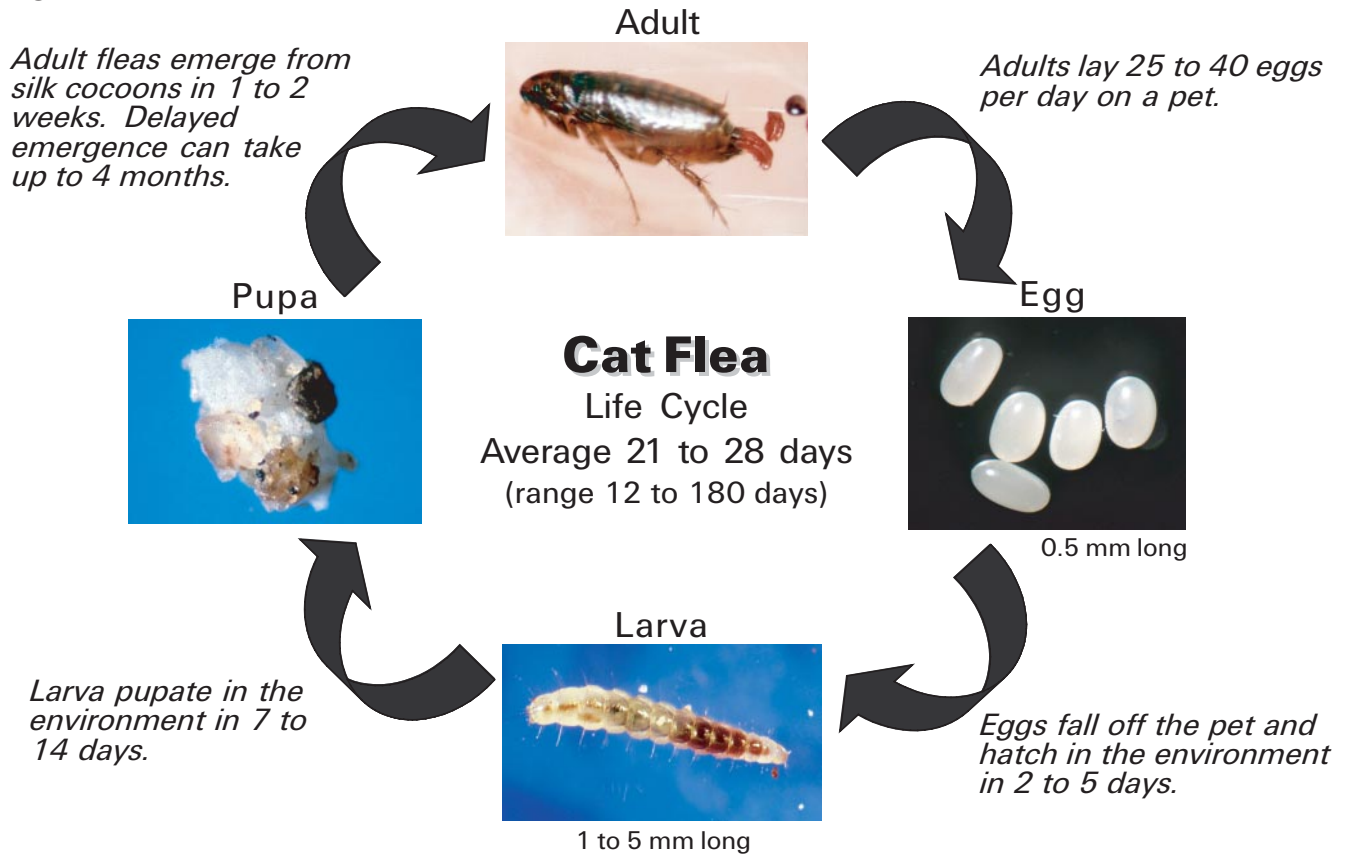 Adult
Adult fleas emerge from
silk cocoons in 1 to 2
weeks. Delayed
emergence can take
up to 4 months.
Adults lay 25 to 40 eggs
per day on a pet.
Pupa
Egg
Cat Flea
Life Cycle
Average 21 to 28 days
(range 12 to 180 days)
0.5 mm long
Larva
Larva pupate in the
environment in 7 to
14 days.
Eggs fall off the pet and
hatch in the environment
in 2 to 5 days.
1 to 5 mm long